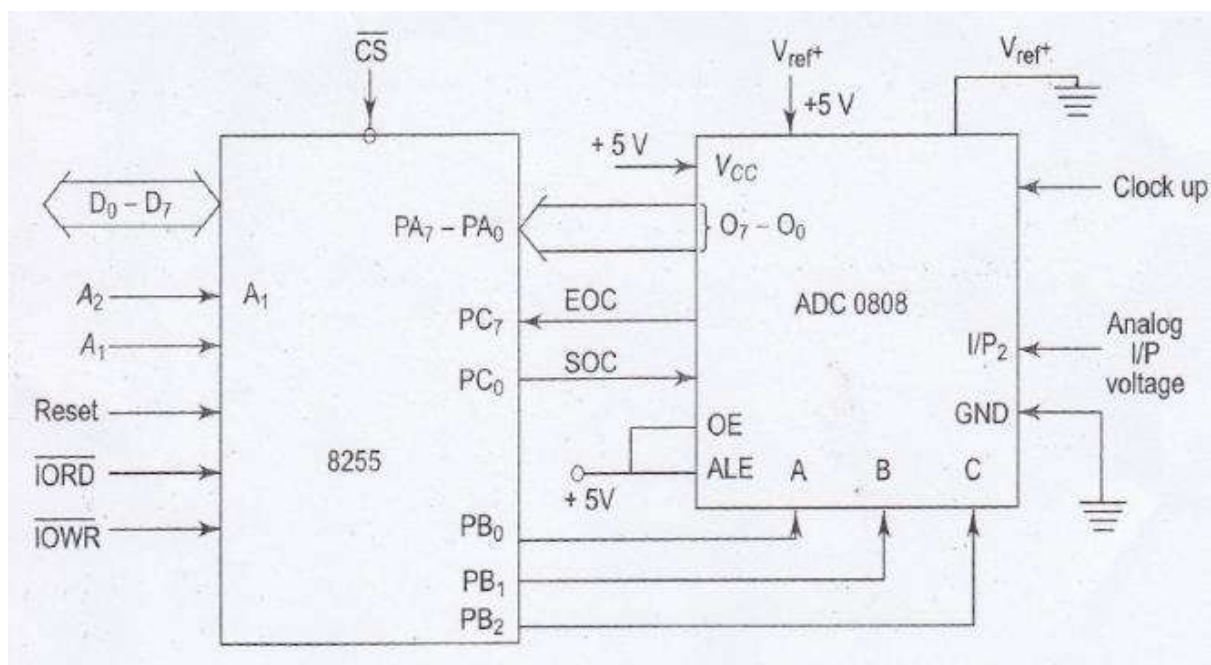 CS
Vref+
Vref+
+5 V
+ 5 V
VCC
D0 – D7
Clock up
PA7 – PA0
O7 – O0
A2
A1
ADC 0808
EOC
PC7
A1
I/P2
Analog
I/P
voltage
SOC
PC0
Reset
OE
GND
8255
IORD
ALE
A
B
C
+ 5V
IOWR
PB0
PB1
PB2